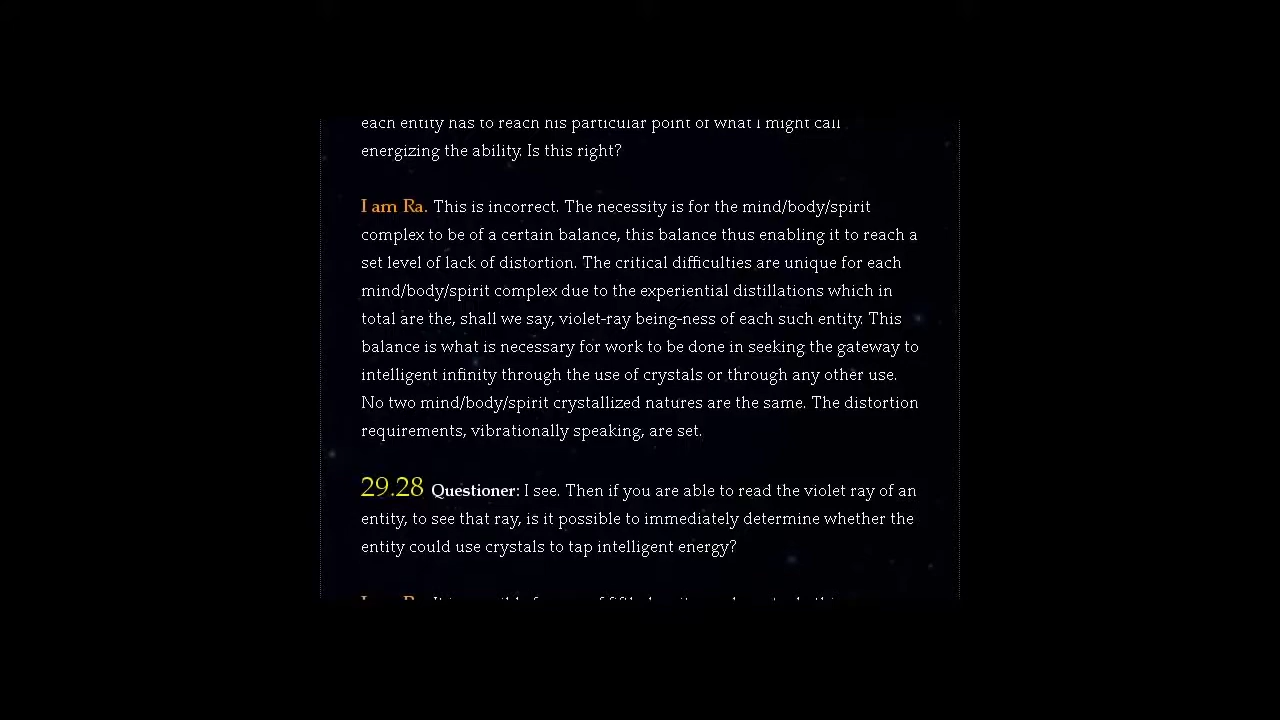 each entity has to reach his particular point of what I might call
energizing the ability. Is this right?
I am Ra. This is incorrect. The necessity is for the mind/body/spirit
complex to be of a certain balance, this balance thus enabling it to reach a
set level of lack of distortion. The critical difficulties are unique for each
mind/body/spirit complex due to the experiential distillations which in
total are the, shall we say, violet-ray being-ness of each such entity. This
balance is what is necessary for work to be done in seeking the gateway to
intelligent infinity through the use of crystals or through any other use.
No two mind/body/spirit crystallized natures are the same. The distortion
requirements, vibrationally speaking, are set.
29.28 Questioner: I see. Then if you are able to read the violet ray of an
entity, to see that ray, is it possible to immediately determine whether the
entity could use crystals to tap intelligent energy?